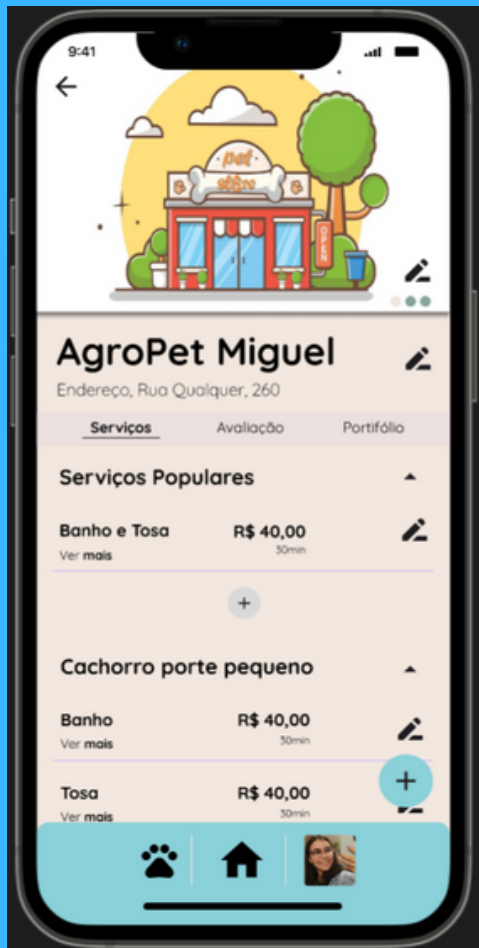 9:41
pet
store
OPEN
AgroPet Miguel
Endereço, Rua Qualquer, 260
Serviços Avaliação Portifólio
Serviços Populares
Banho e Tosa R$ 40,00
Ver mais 30min
+
Cachorro porte pequeno
Banho R$ 40,00
Ver mais 30min
+
Tosa R$ 40,00
Ver mais 30min